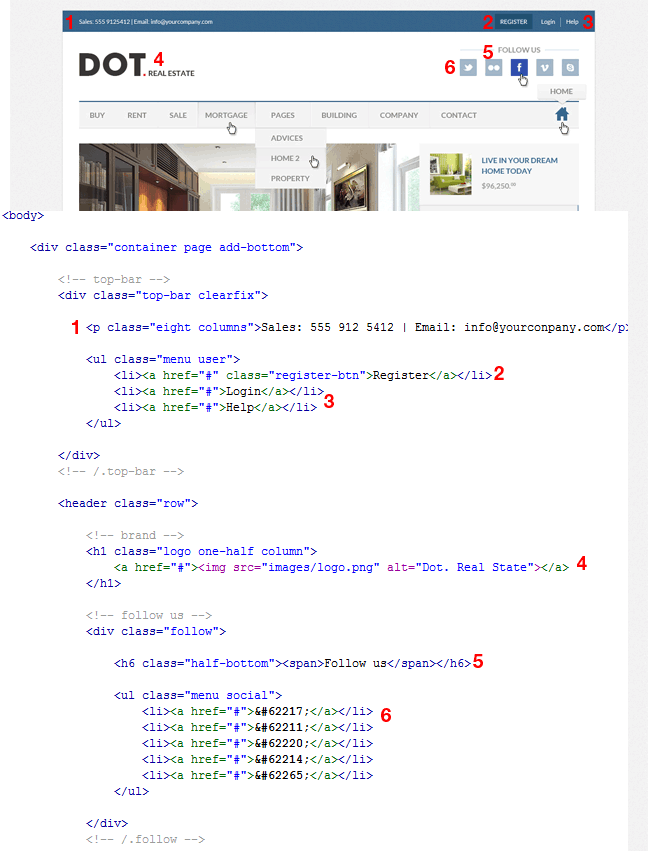 1 Sales: 555 9125412 | Email: info@yourcompany.com 2 REGISTER Login | Help 3
DOT. REAL ESTATE 4
5 FOLLOW US
6
HOME
BUY RENT SALE MORTGAGE PAGES BUILDING COMPANY CONTACT
ADVICES
HOME 2
PROPERTY
LIVE IN YOUR DREAM
HOME TODAY
$96,250.00
<body>
<div class="container page add-bottom">
<!-- top-bar -->
<div class="top-bar clearfix">
1 <p class="eight columns">Sales: 555 912 5412 | Email: info@yourconpany.com</p>
<ul class="menu user">
<li><a href="#" class="register-btn">Register</a></li> 2
<li><a href="#">Login</a></li>
<li><a href="#">Help</a></li> 3
</ul>
</div>
<!-- /.top-bar -->
<header class="row">
<!-- brand -->
<h1 class="logo one-half column">
<a href="#"><img src="images/logo.png" alt="Dot. Real State"></a> 4
</h1>
<!-- follow us -->
<div class="follow">
<h6 class="half-bottom"><span>Follow us</span></h6> 5
<ul class="menu social">
<li><a href="#">&#62217;</a></li> 6
<li><a href="#">&#62211;</a></li>
<li><a href="#">&#62220;</a></li>
<li><a href="#">&#62214;</a></li>
<li><a href="#">&#62265;</a></li>
</ul>
</div>
<!-- /.follow -->